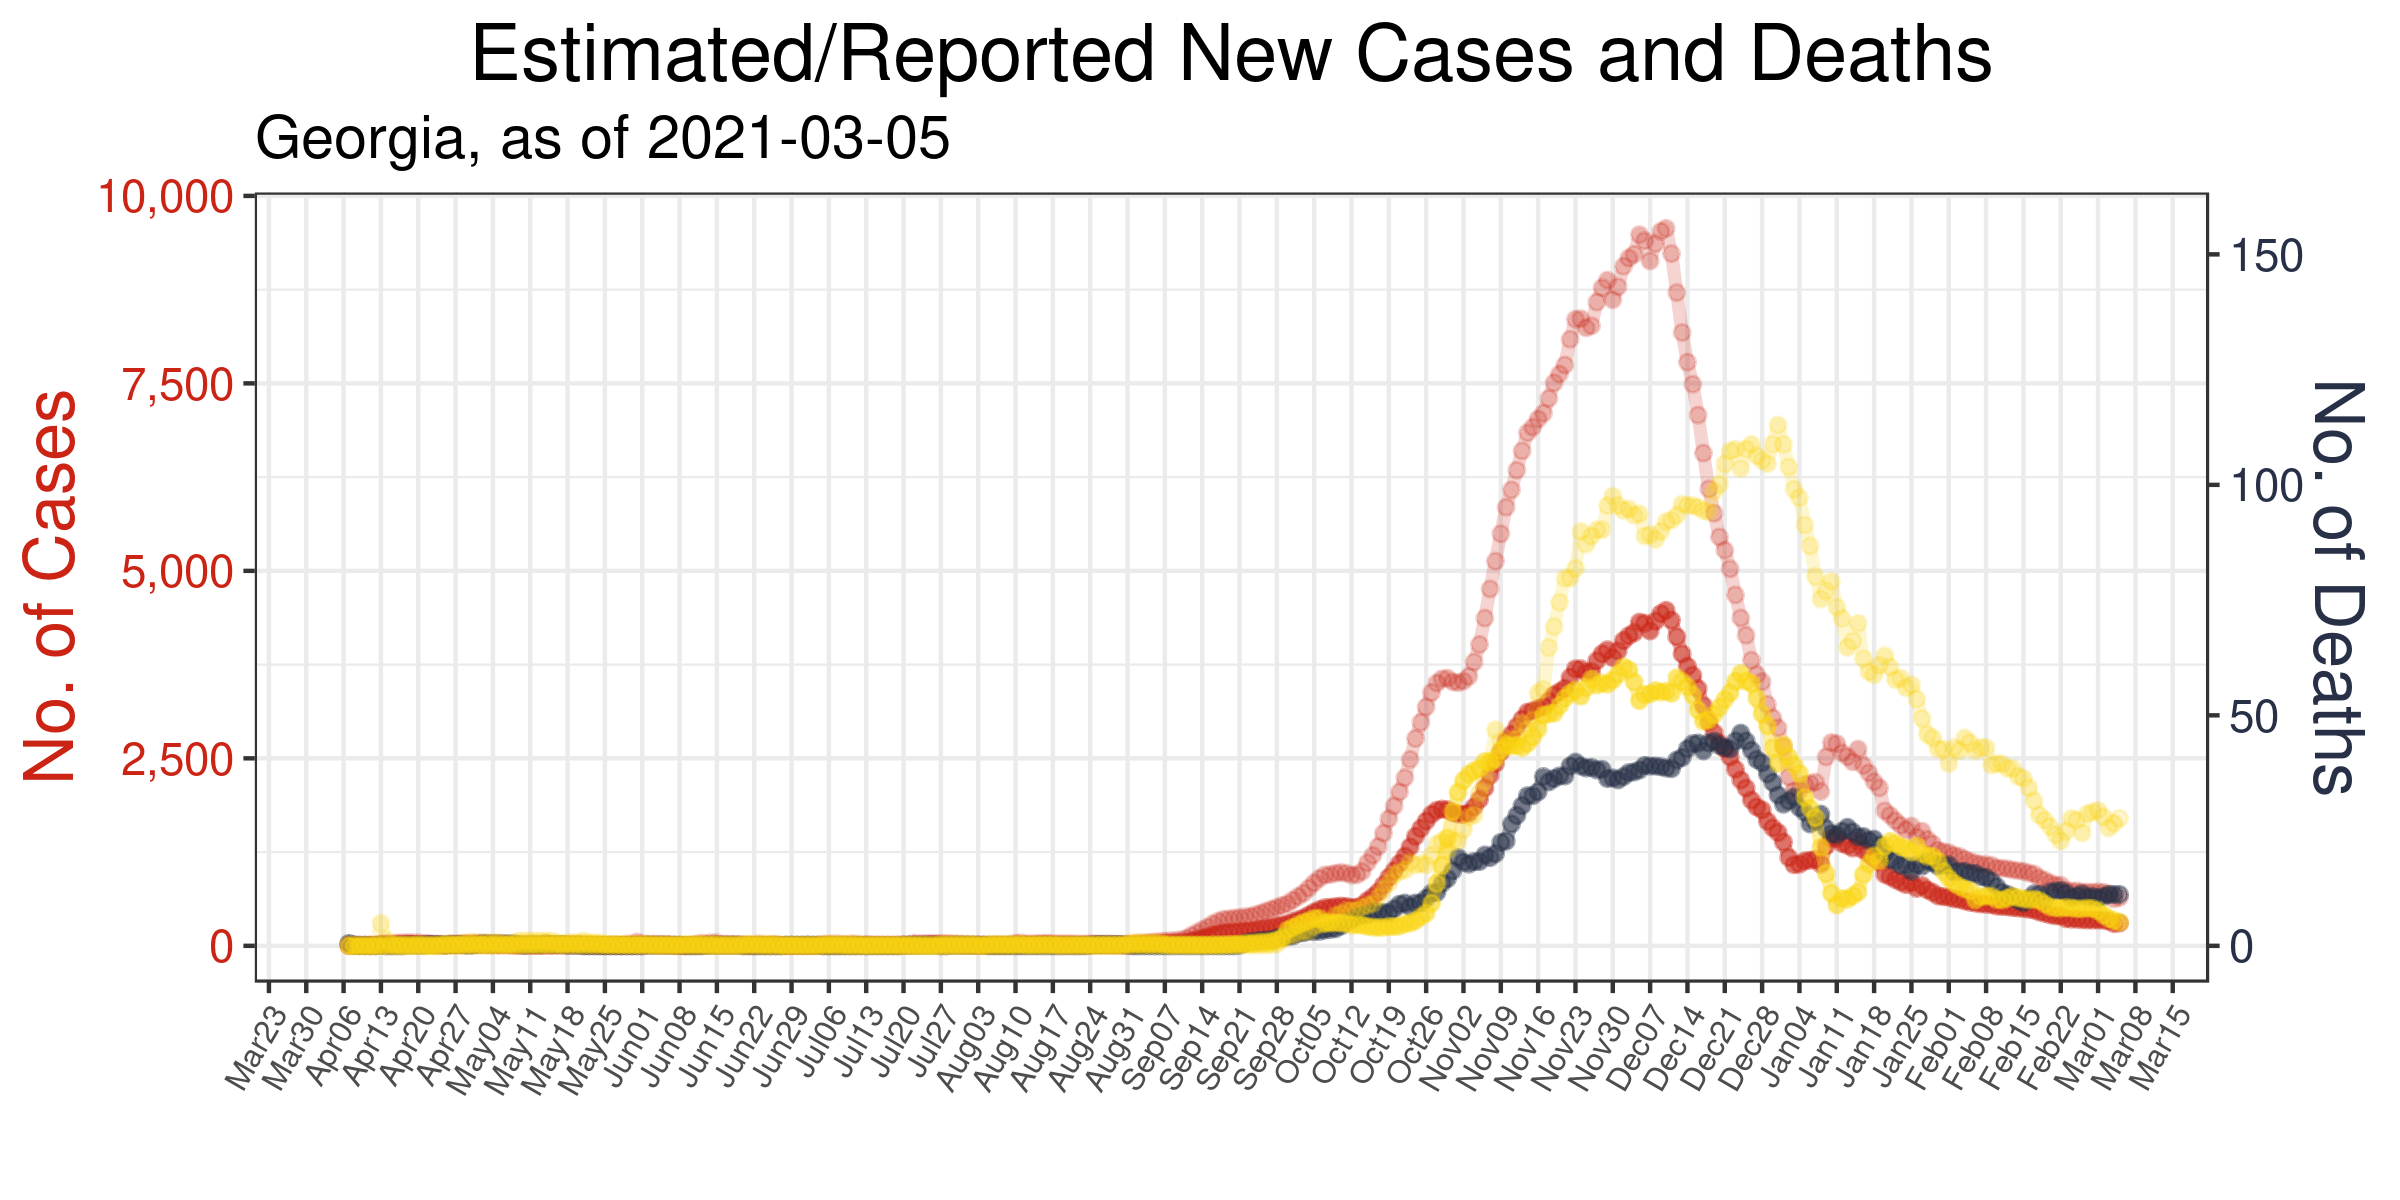 Estimated/Reported New Cases and Deaths
Georgia, as of 2021-03-05
No. of Cases
10,000
7,500
5,000
2,500
0
150
100
50
0
No. of Deaths
Mar23
Mar30
Apr06
Apr13
Apr20
Apr27
May04
May11
May18
May25
Jun01
Jun08
Jun15
Jun22
Jun29
Jul06
Jul13
Jul20
Jul27
Aug03
Aug10
Aug17
Aug24
Aug31
Sep07
Sep14
Sep21
Sep28
Oct05
Oct12
Oct19
Oct26
Nov02
Nov09
Nov16
Nov23
Nov30
Dec07
Dec14
Dec21
Dec28
Jan04
Jan11
Jan18
Jan25
Feb01
Feb08
Feb15
Feb22
Mar01
Mar08
Mar15